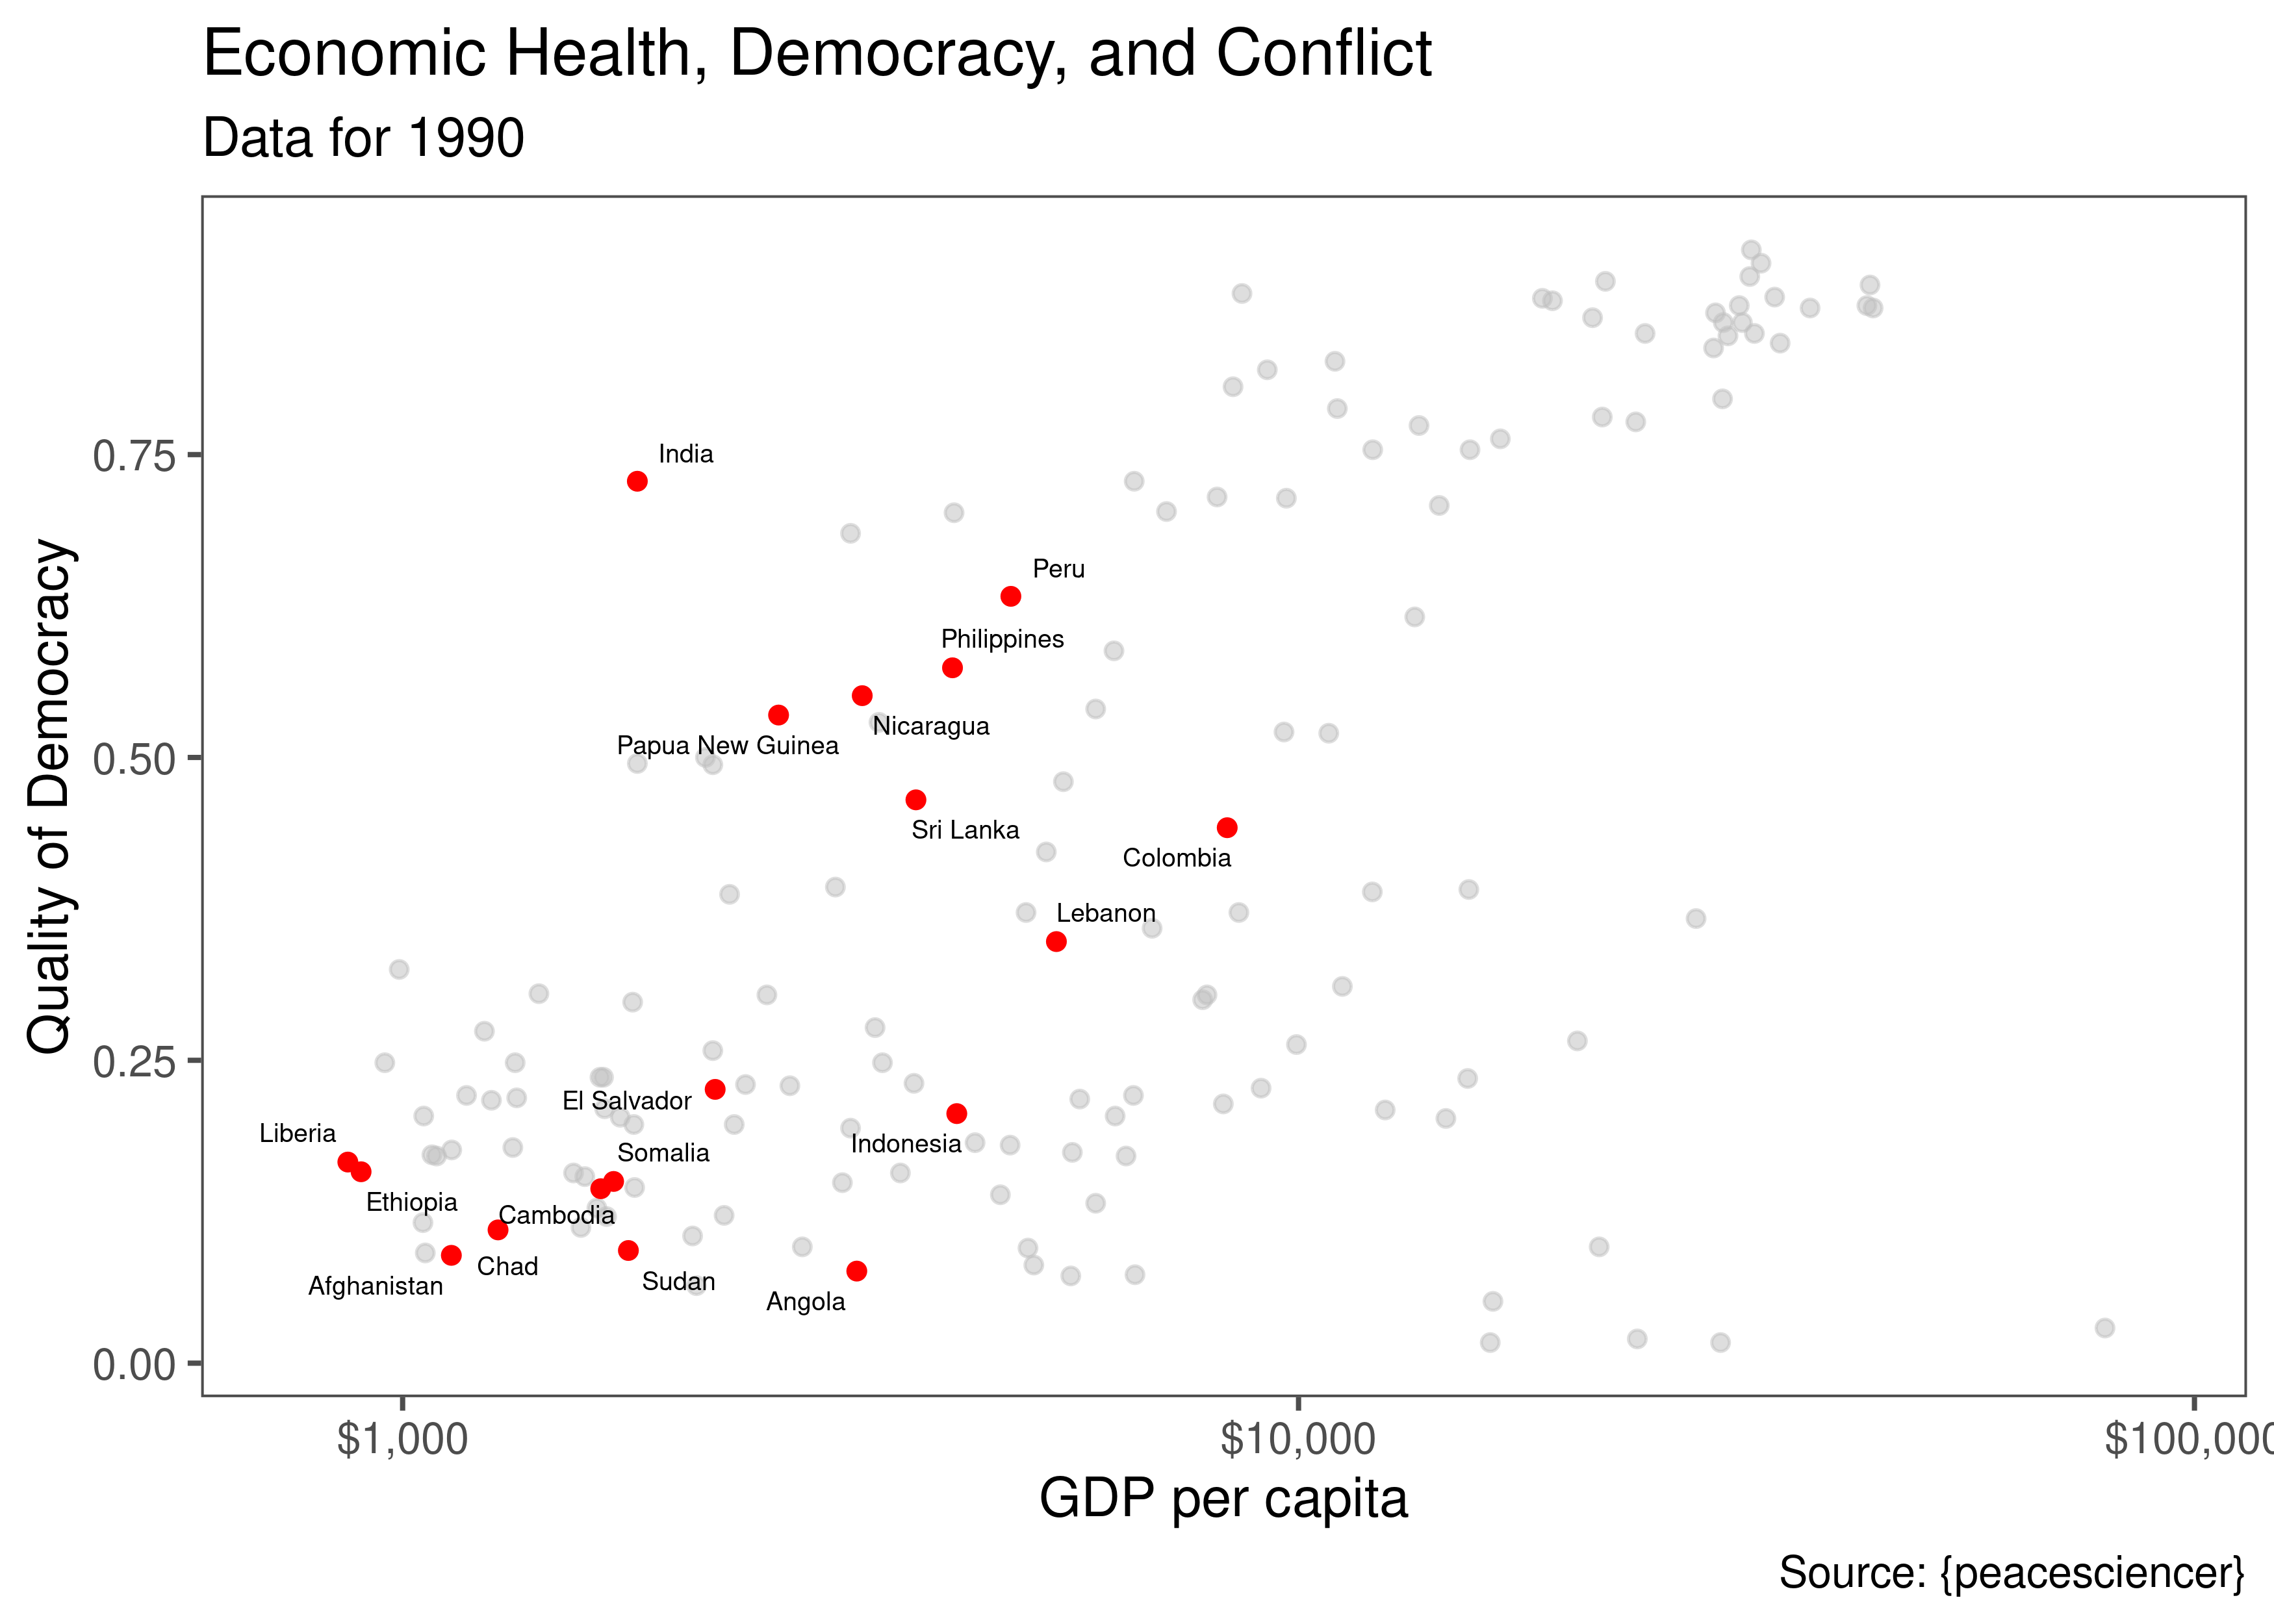 Economic Health, Democracy, and Conflict
Data for 1990
Quality of Democracy
0.75
0.50
0.25
0.00
India
Peru
Philippines
Nicaragua
Papua New Guinea
Sri Lanka
Colombia
Lebanon
El Salvador
Liberia
Indonesia
Somalia
Ethiopia
Cambodia
Chad
Afghanistan
Sudan
Angola
$1,000
$10,000
$100,000
GDP per capita
Source: {peacesciencer}